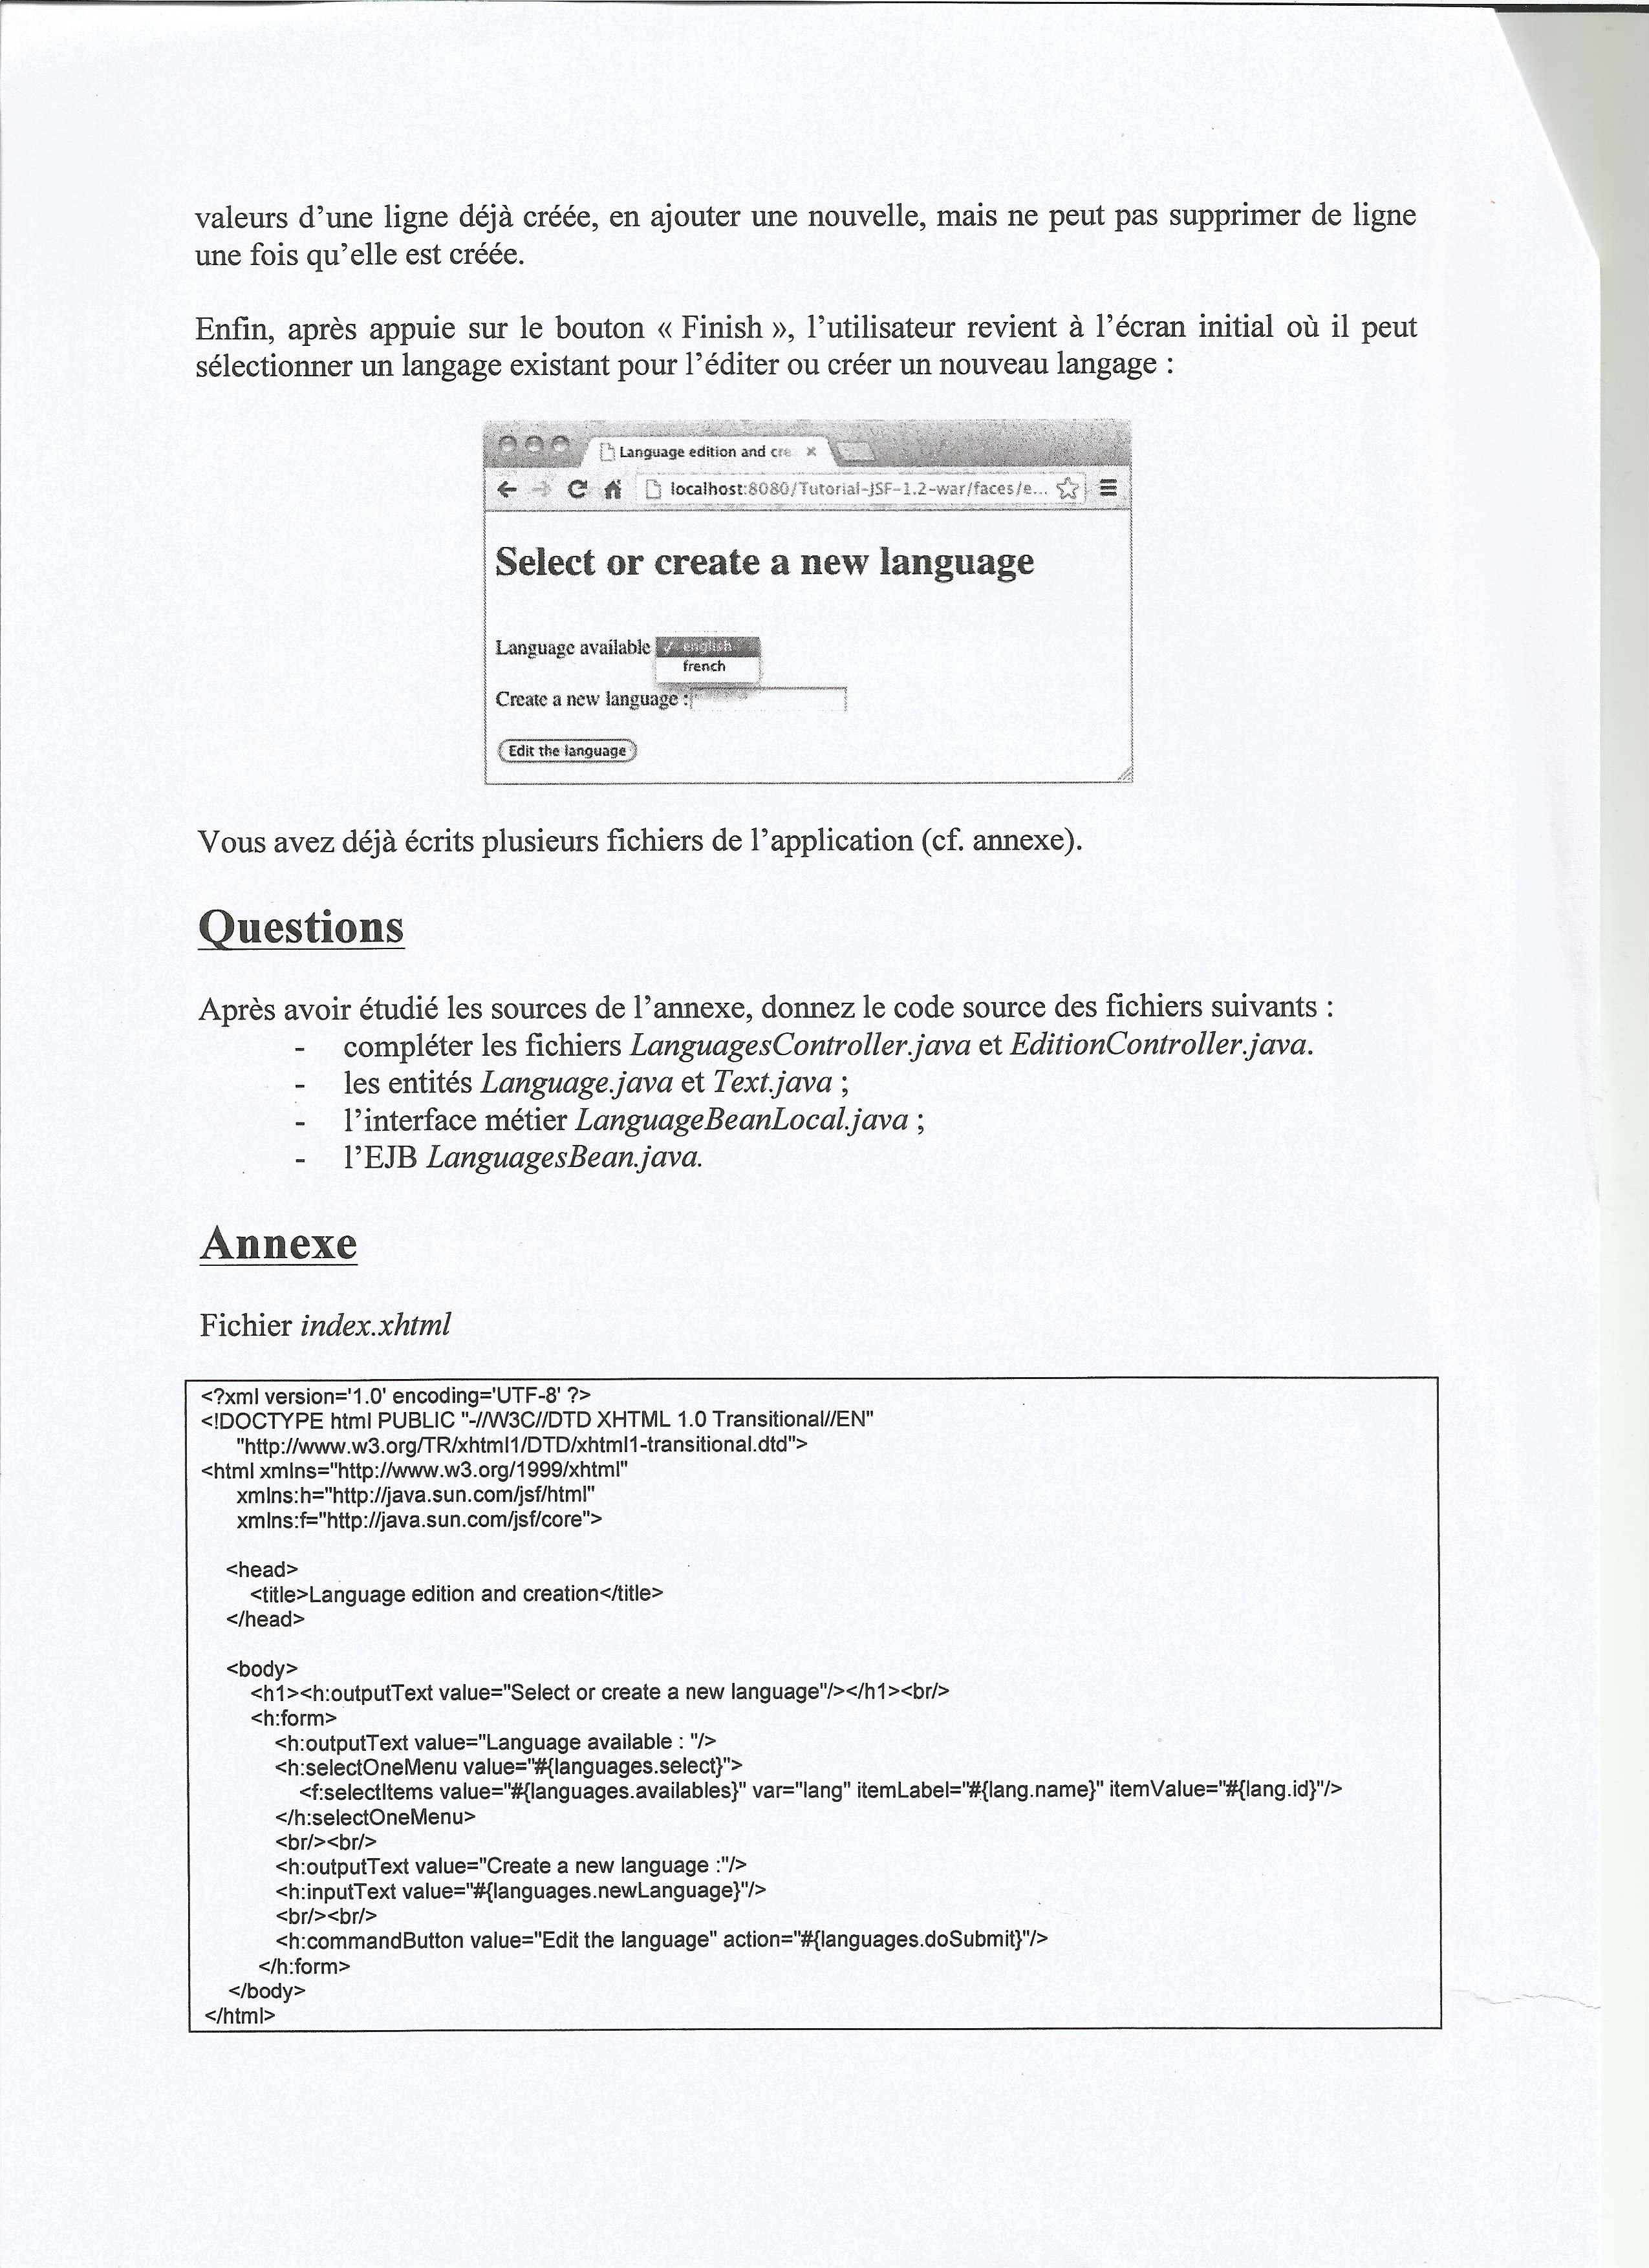 valeurs d'une ligne déjà créée, en ajouter une nouvelle, mais ne peut pas supprimer de ligne
une fois qu'elle est créée.
Enfin, après appuie sur le bouton « Finish », l'utilisateur revient à l'écran initial où il peut
sélectionner un langage existant pour l'éditer ou créer un nouveau langage :
Language edition and cre
localhost:8080/Tutorial-JSF-1.2-war/faces/e...
Select or create a new language
Language available ✓ english
french
Create a new language :
Edit the language
Vous avez déjà écrits plusieurs fichiers de l'application (cf. annexe).
Questions
Après avoir étudié les sources de l'annexe, donnez le code source des fichiers suivants :
- compléter les fichiers LanguagesController.java et EditionController.java.
- les entités Language.java et Text.java ;
- l'interface métier LanguageBeanLocal.java ;
- l'EJB LanguagesBean.java.
Annexe
Fichier index.xhtml
<?xml version='1.0' encoding='UTF-8' ?>
<!DOCTYPE html PUBLIC "-//W3C//DTD XHTML 1.0 Transitional//EN"
"http://www.w3.org/TR/xhtml1/DTD/xhtml1-transitional.dtd">
<html xmlns="http://www.w3.org/1999/xhtml"
xmlns:h="http://java.sun.com/jsf/html"
xmlns:f="http://java.sun.com/jsf/core">
<head>
<title>Language edition and creation</title>
</head>
<body>
<h1><h:outputText value="Select or create a new language"/></h1><br/>
<h:form>
<h:outputText value="Language available : "/>
<h:selectOneMenu value="#{languages.select}">
<f:selectItems value="#{languages.availables}" var="lang" itemLabel="#{lang.name}" itemValue="#{lang.id}"/>
</h:selectOneMenu>
<br/><br/>
<h:outputText value="Create a new language :"/>
<h:inputText value="#{languages.newLanguage}"/>
<br/><br/>
<h:commandButton value="Edit the language" action="#{languages.doSubmit}"/>
</h:form>
</body>
</html>